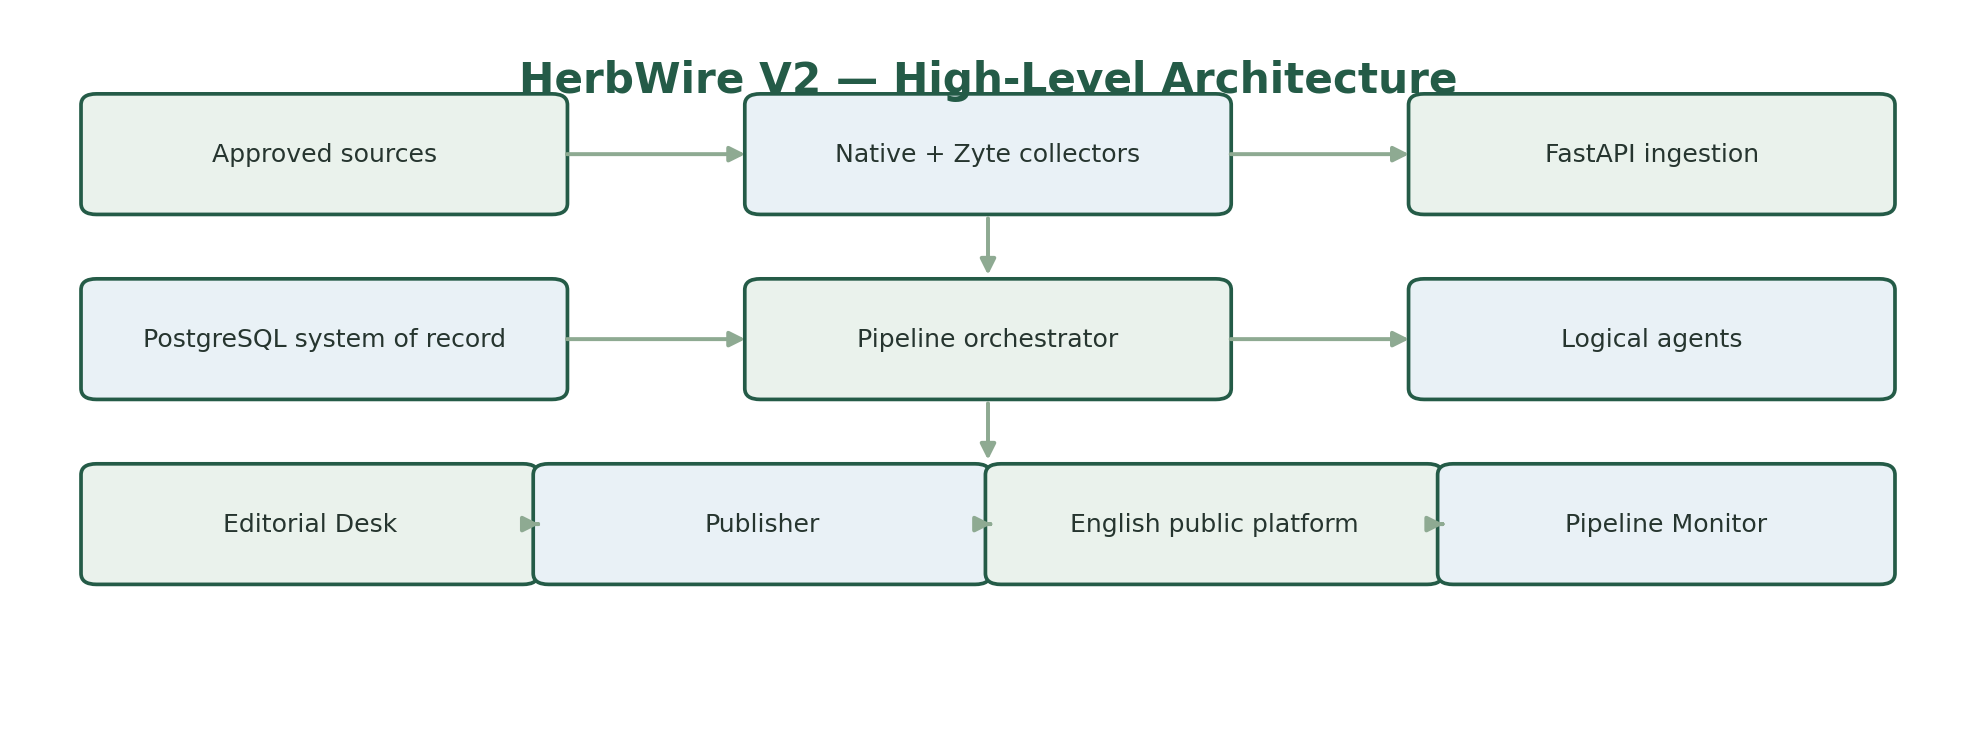 HerbWire V2 — High-Level Architecture
Approved sources
Native + Zyte collectors
FastAPI ingestion
PostgreSQL system of record
Pipeline orchestrator
Logical agents
Editorial Desk
Publisher
English public platform
Pipeline Monitor